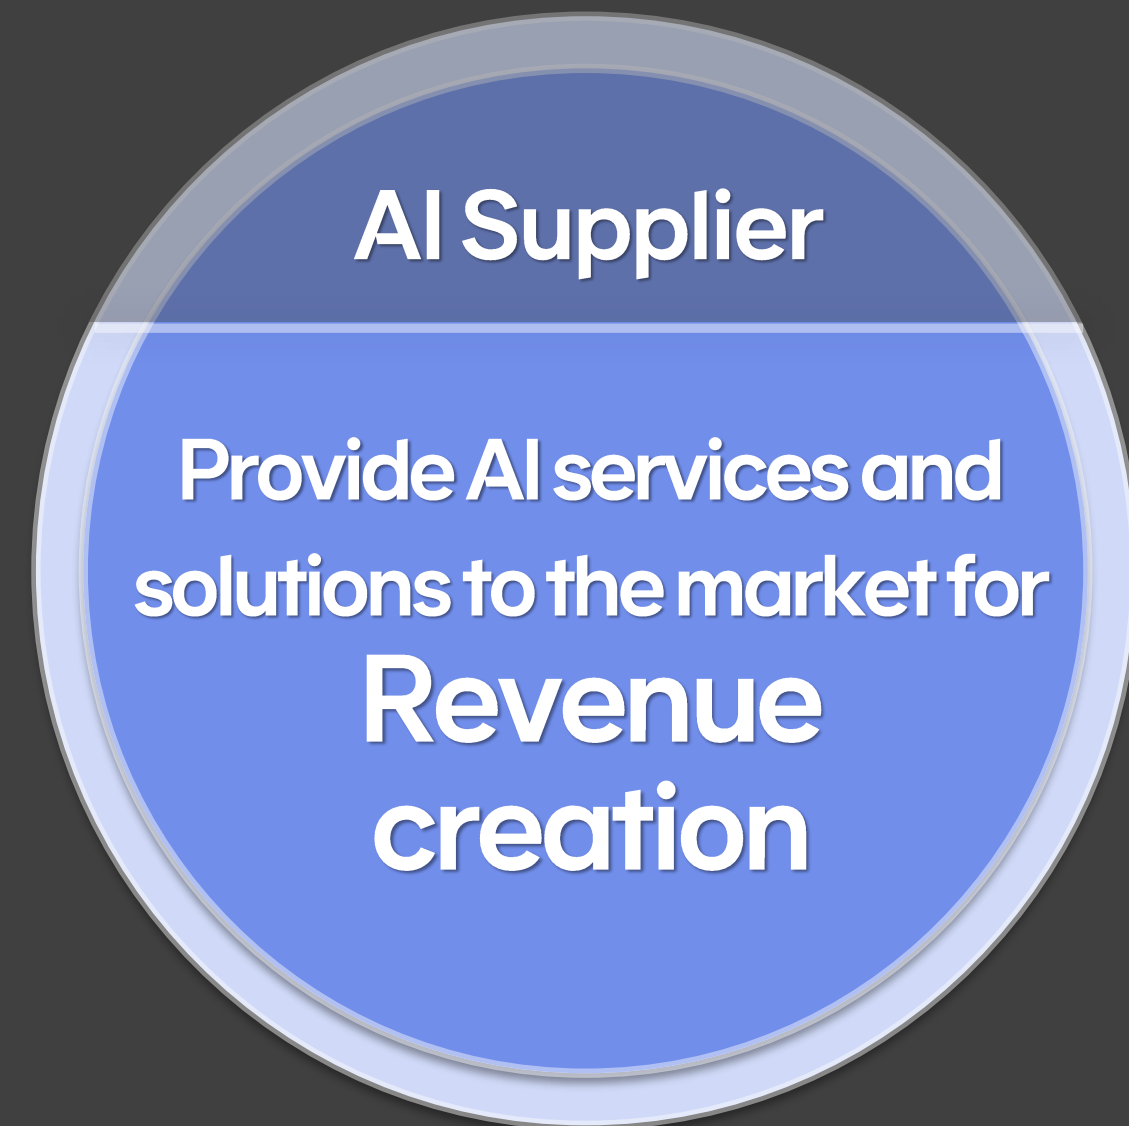 AI Supplier
Provide AI services and
solutions to the market for
Revenue
creation